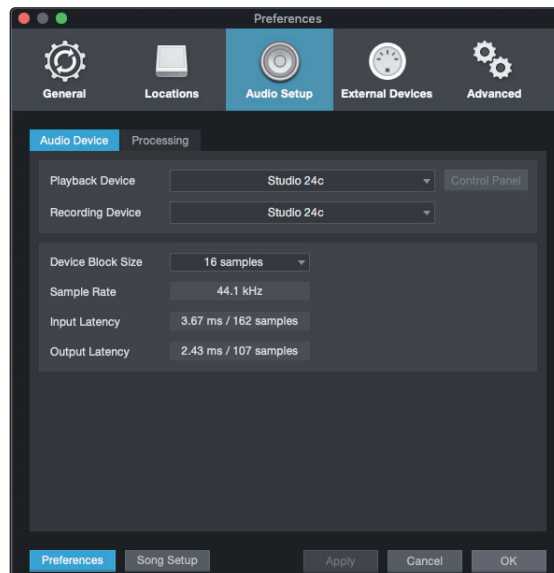 Preferences
General Locations Audio Setup External Devices Advanced
Audio Device Processing
Playback Device Studio 24c Control Panel
Recording Device Studio 24c
Device Block Size 16 samples
Sample Rate 44.1 kHz
Input Latency 3.67 ms / 162 samples
Output Latency 2.43 ms / 107 samples
Preferences Song Setup Apply Cancel OK